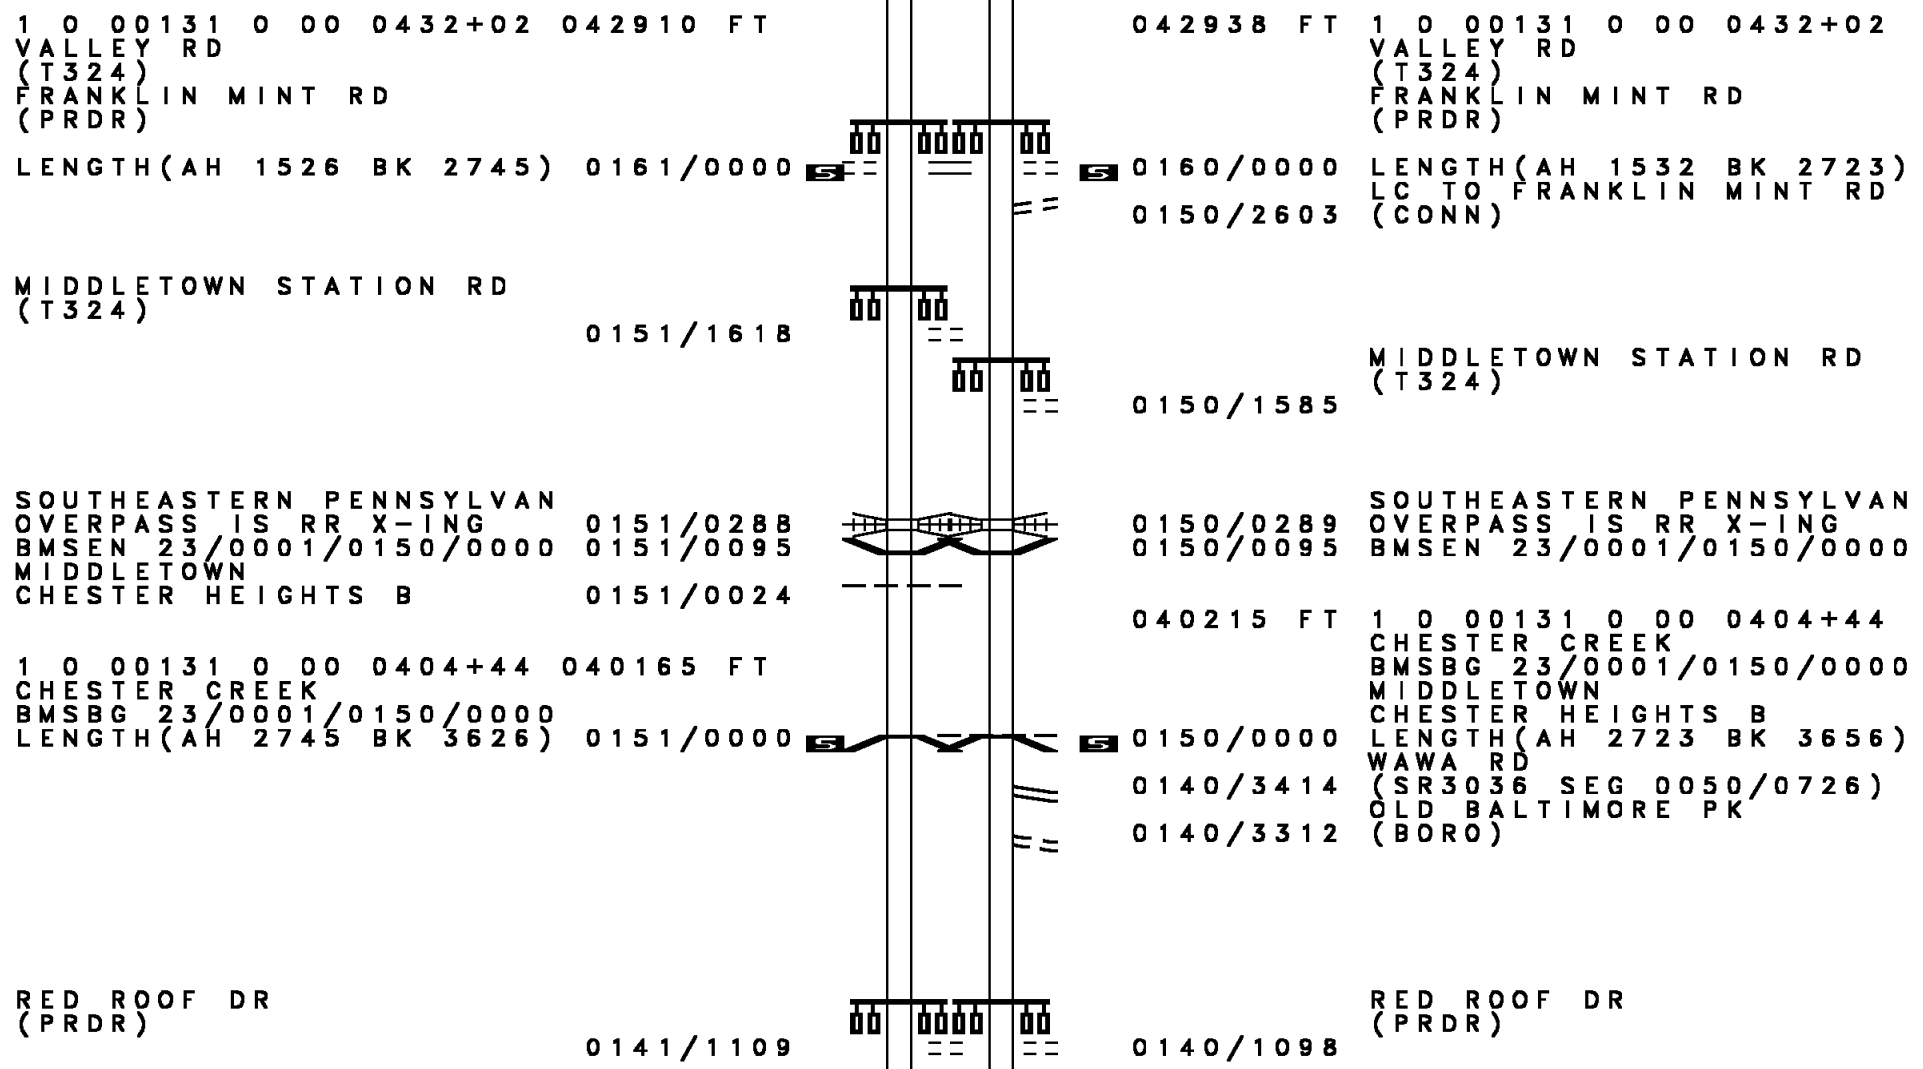 1 0 00131 0 00 0432+02 042910 FT
VALLEY RD
(T324)
FRANKLIN MINT RD
(PRDR)
LENGTH(AH 1526 BK 2745) 0161/0000 S
MIDDLETOWN STATION RD
(T324)
0151/1618
SOUTHEASTERN PENNSYLVAN
OVERPASS IS RR X-ING 0151/0288
BMSEN 23/0001/0150/0000 0151/0095
MIDDLETOWN
CHESTER HEIGHTS B 0151/0024
1 0 00131 0 00 0404+44 040165 FT
CHESTER CREEK
BMSBG 23/0001/0150/0000
LENGTH(AH 2745 BK 3626) 0151/0000 S
RED ROOF DR
(PRDR)
0141/1109
042938 FT 1 0 00131 0 00 0432+02
VALLEY RD
(T324)
FRANKLIN MINT RD
(PRDR)
S 0160/0000 LENGTH(AH 1532 BK 2723)
LC TO FRANKLIN MINT RD
0150/2603 (CONN)
MIDDLETOWN STATION RD
(T324)
0150/1585
SOUTHEASTERN PENNSYLVAN
0150/0289 OVERPASS IS RR X-ING
0150/0095 BMSEN 23/0001/0150/0000
040215 FT 1 0 00131 0 00 0404+44
CHESTER CREEK
BMSBG 23/0001/0150/0000
MIDDLETOWN
CHESTER HEIGHTS B
S 0150/0000 LENGTH(AH 2723 BK 3656)
WAWA RD
0140/3414 (SR3036 SEG 0050/0726)
OLD BALTIMORE PK
0140/3312 (BORO)
RED ROOF DR
(PRDR)
0140/1098